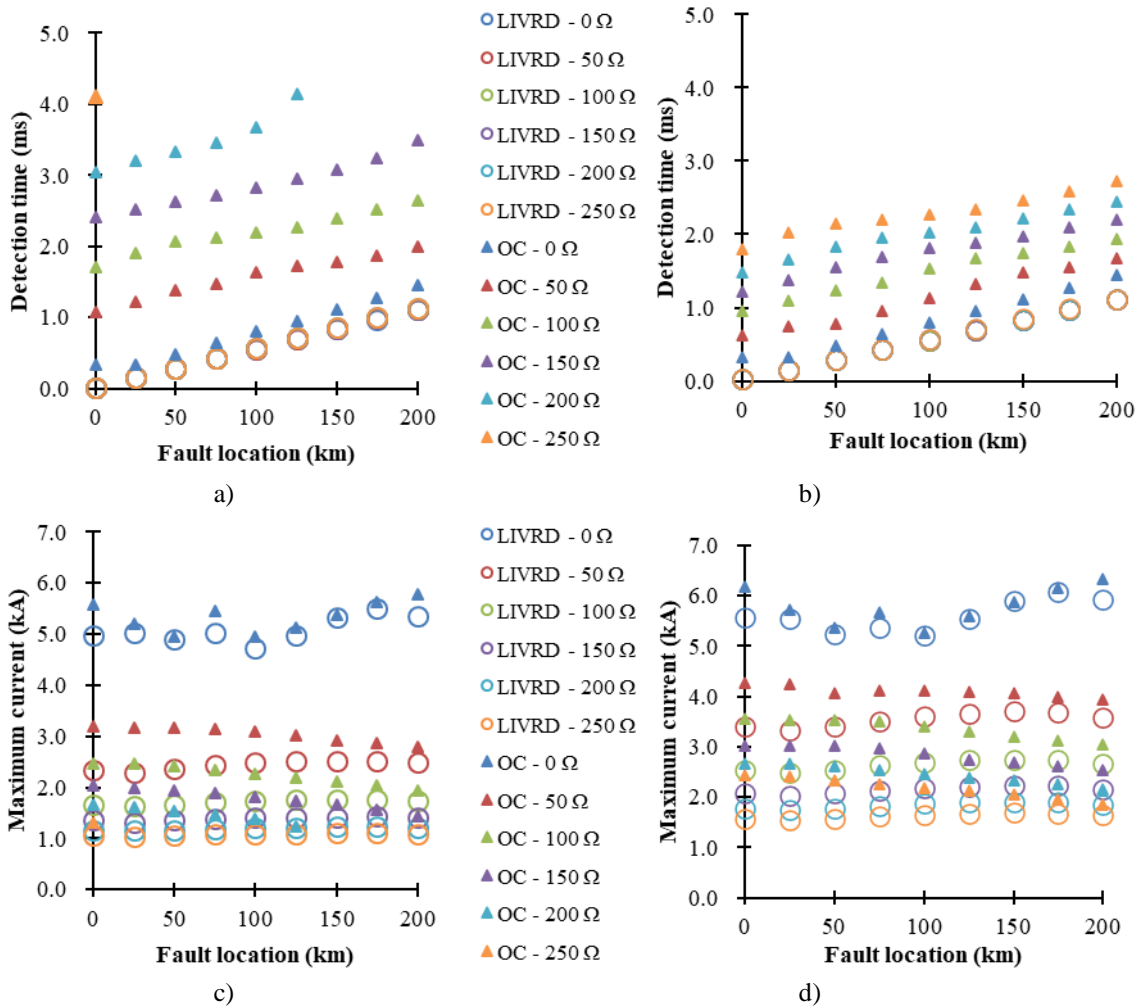 5.0
4.0
3.0
2.0
1.0
0.0
Detection time (ms)
0 50 100 150 200
Fault location (km)
a)
LIVRD - 0 Ω
LIVRD - 50 Ω
LIVRD - 100 Ω
LIVRD - 150 Ω
LIVRD - 200 Ω
LIVRD - 250 Ω
OC - 0 Ω
OC - 50 Ω
OC - 100 Ω
OC - 150 Ω
OC - 200 Ω
OC - 250 Ω
5.0
4.0
3.0
2.0
1.0
0.0
Detection time (ms)
0 50 100 150 200
Fault location (km)
b)
7.0
6.0
5.0
4.0
3.0
2.0
1.0
0.0
Maximum current (kA)
0 50 100 150 200
Fault location (km)
c)
LIVRD - 0 Ω
LIVRD - 50 Ω
LIVRD - 100 Ω
LIVRD - 150 Ω
LIVRD - 200 Ω
LIVRD - 250 Ω
OC - 0 Ω
OC - 50 Ω
OC - 100 Ω
OC - 150 Ω
OC - 200 Ω
OC - 250 Ω
7.0
6.0
5.0
4.0
3.0
2.0
1.0
0.0
Maximum current (kA)
0 50 100 150 200
Fault location (km)
d)